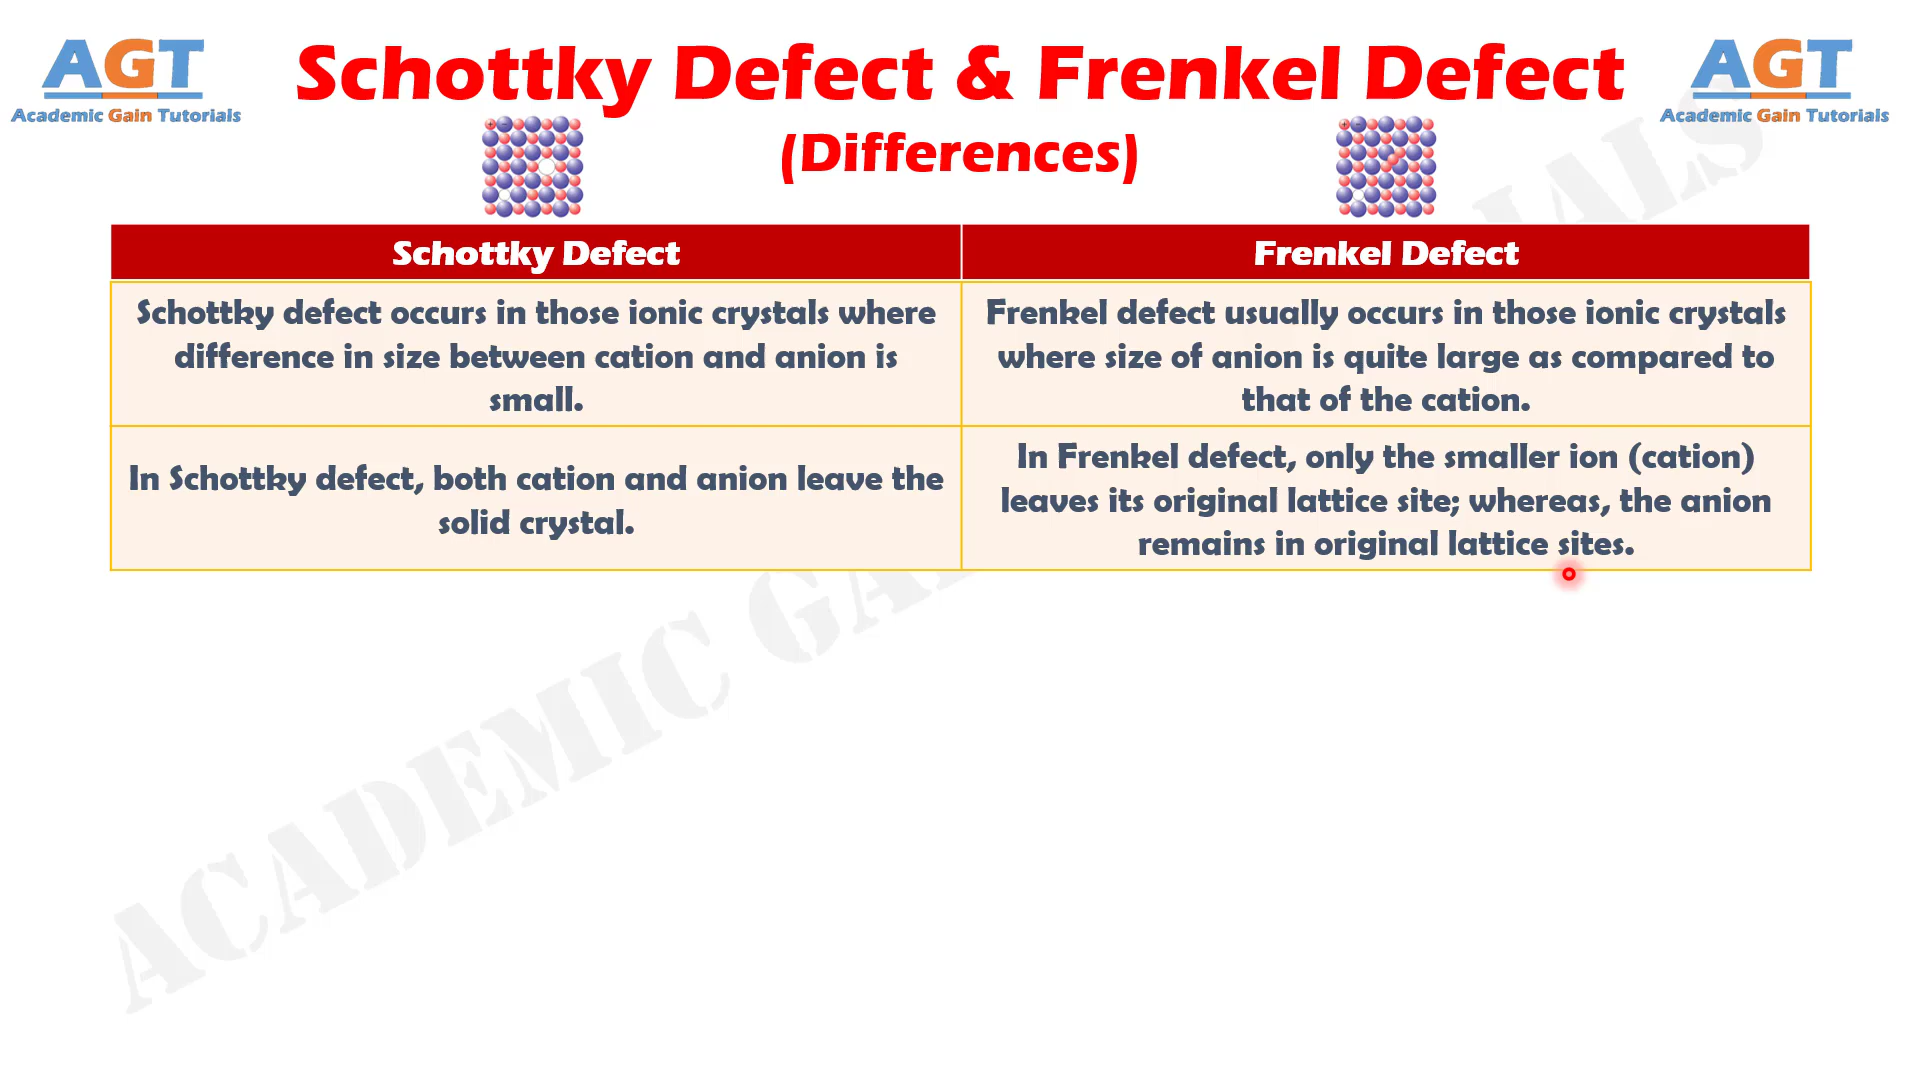 AGT
Academic Gain Tutorials
Schottky Defect & Frenkel Defect
(Differences)
AGT
Academic Gain Tutorials
Schottky Defect
Frenkel Defect
Schottky defect occurs in those ionic crystals where
difference in size between cation and anion is
small.
Frenkel defect usually occurs in those ionic crystals
where size of anion is quite large as compared to
that of the cation.
In Schottky defect, both cation and anion leave the
solid crystal.
In Frenkel defect, only the smaller ion (cation)
leaves its original lattice site; whereas, the anion
remains in original lattice sites.